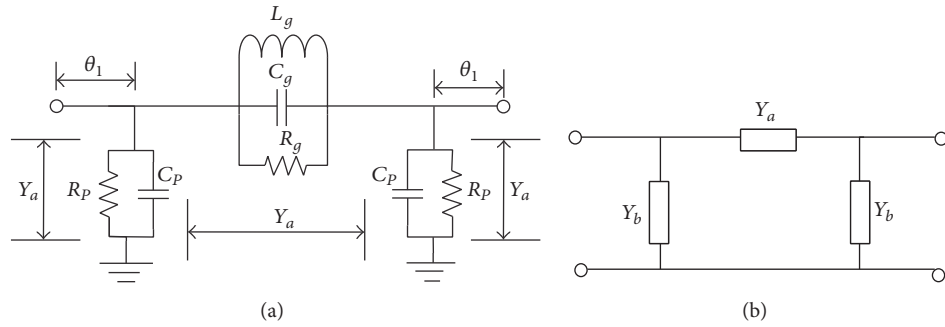 L_g
θ_1
C_g
θ_1
R_g
Y_a
R_P
C_P
C_P
R_P
Y_a
Y_a
(a)
Y_a
Y_b
Y_b
(b)